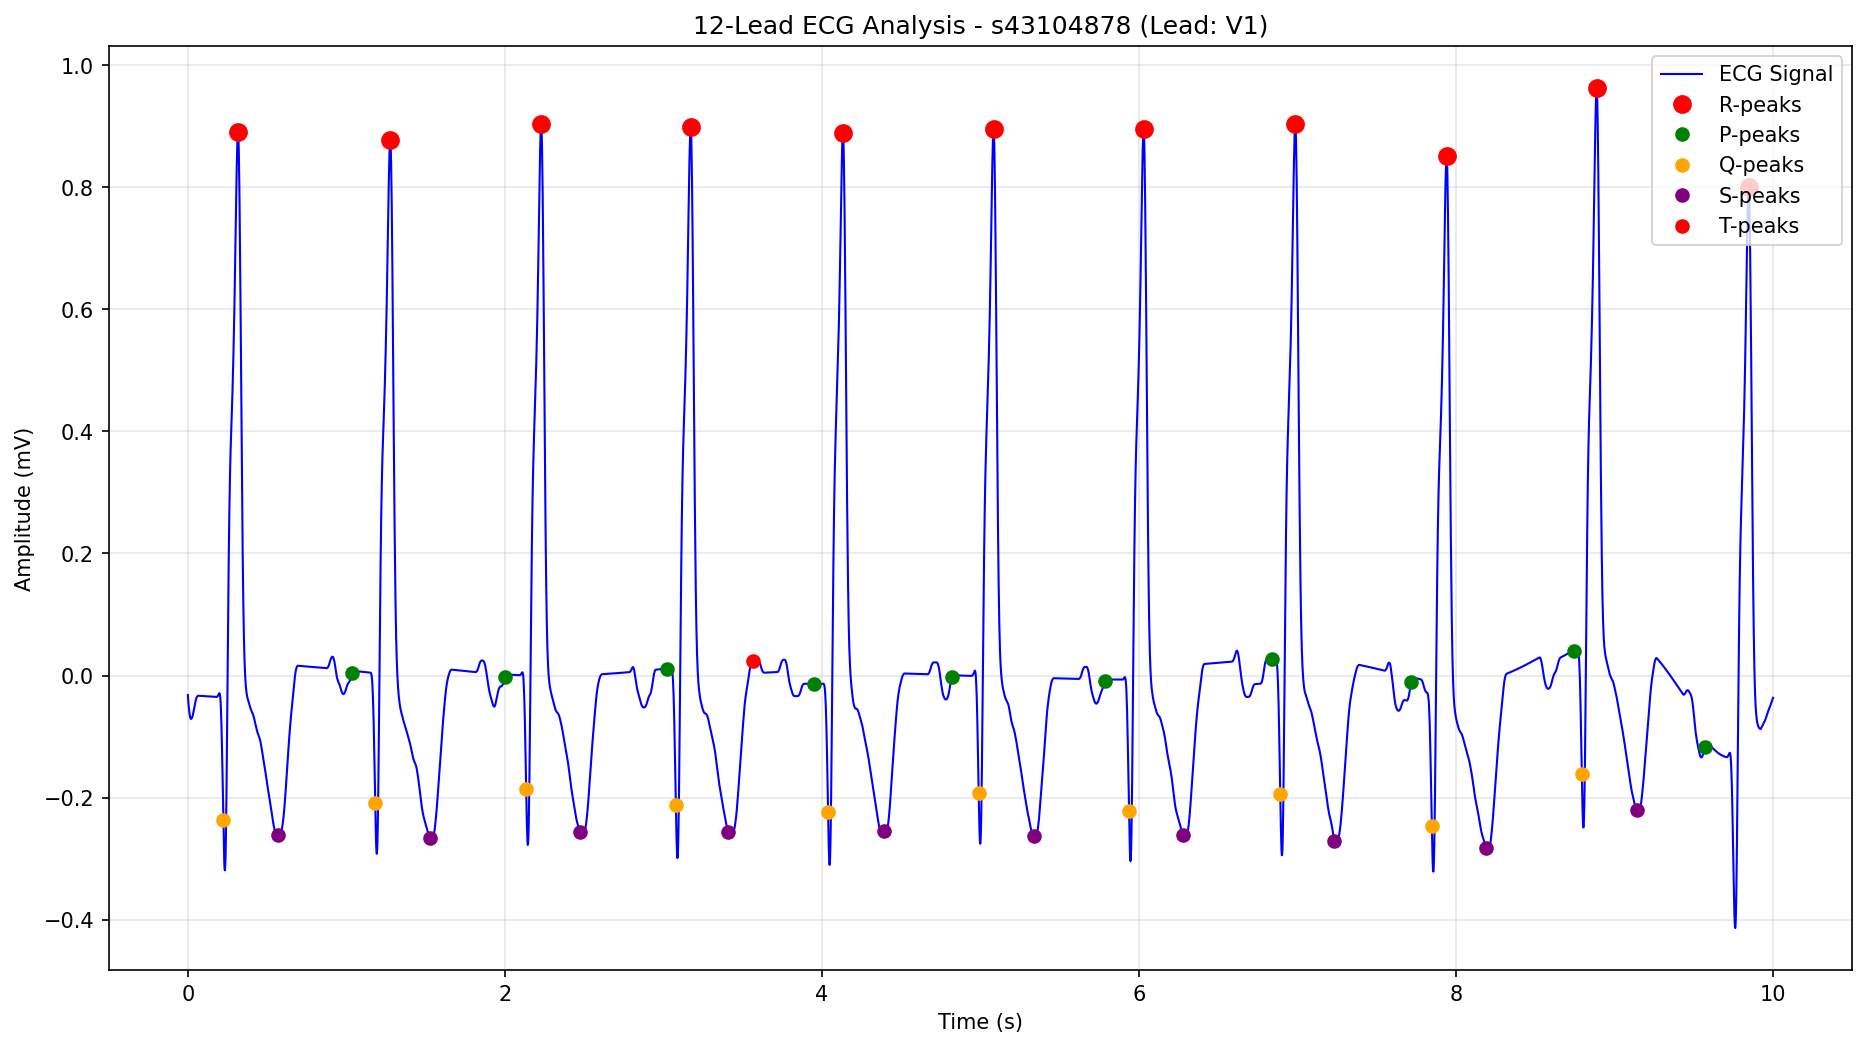 12-Lead ECG Analysis - s43104878 (Lead: V1)
ECG Signal
R-peaks
P-peaks
Q-peaks
S-peaks
T-peaks
1.0
0.8
0.6
0.4
0.2
0.0
−0.2
−0.4
Amplitude (mV)
0 2 4 6 8 10
Time (s)